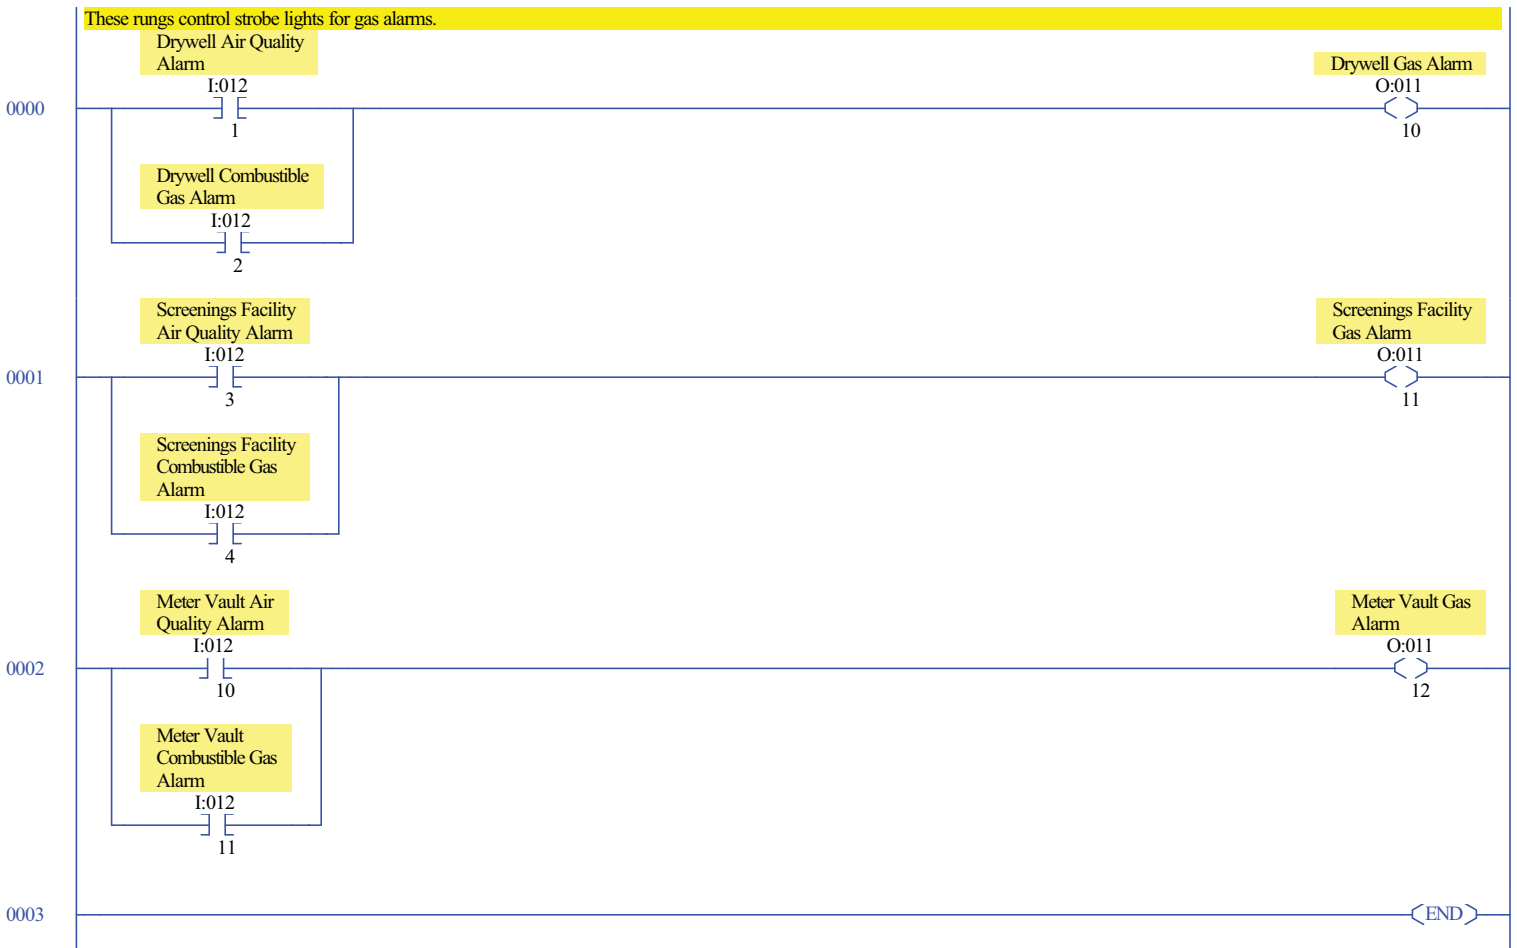 These rungs control strobe lights for gas alarms.
Drywell Air Quality
Alarm
I:012
1
Drywell Gas Alarm
O:011
10
0000
Drywell Combustible
Gas Alarm
I:012
2
Screenings Facility
Air Quality Alarm
I:012
3
Screenings Facility
Gas Alarm
O:011
11
0001
Screenings Facility
Combustible Gas
Alarm
I:012
4
Meter Vault Air
Quality Alarm
I:012
10
Meter Vault Gas
Alarm
O:011
12
0002
Meter Vault
Combustible Gas
Alarm
I:012
11
0003
END